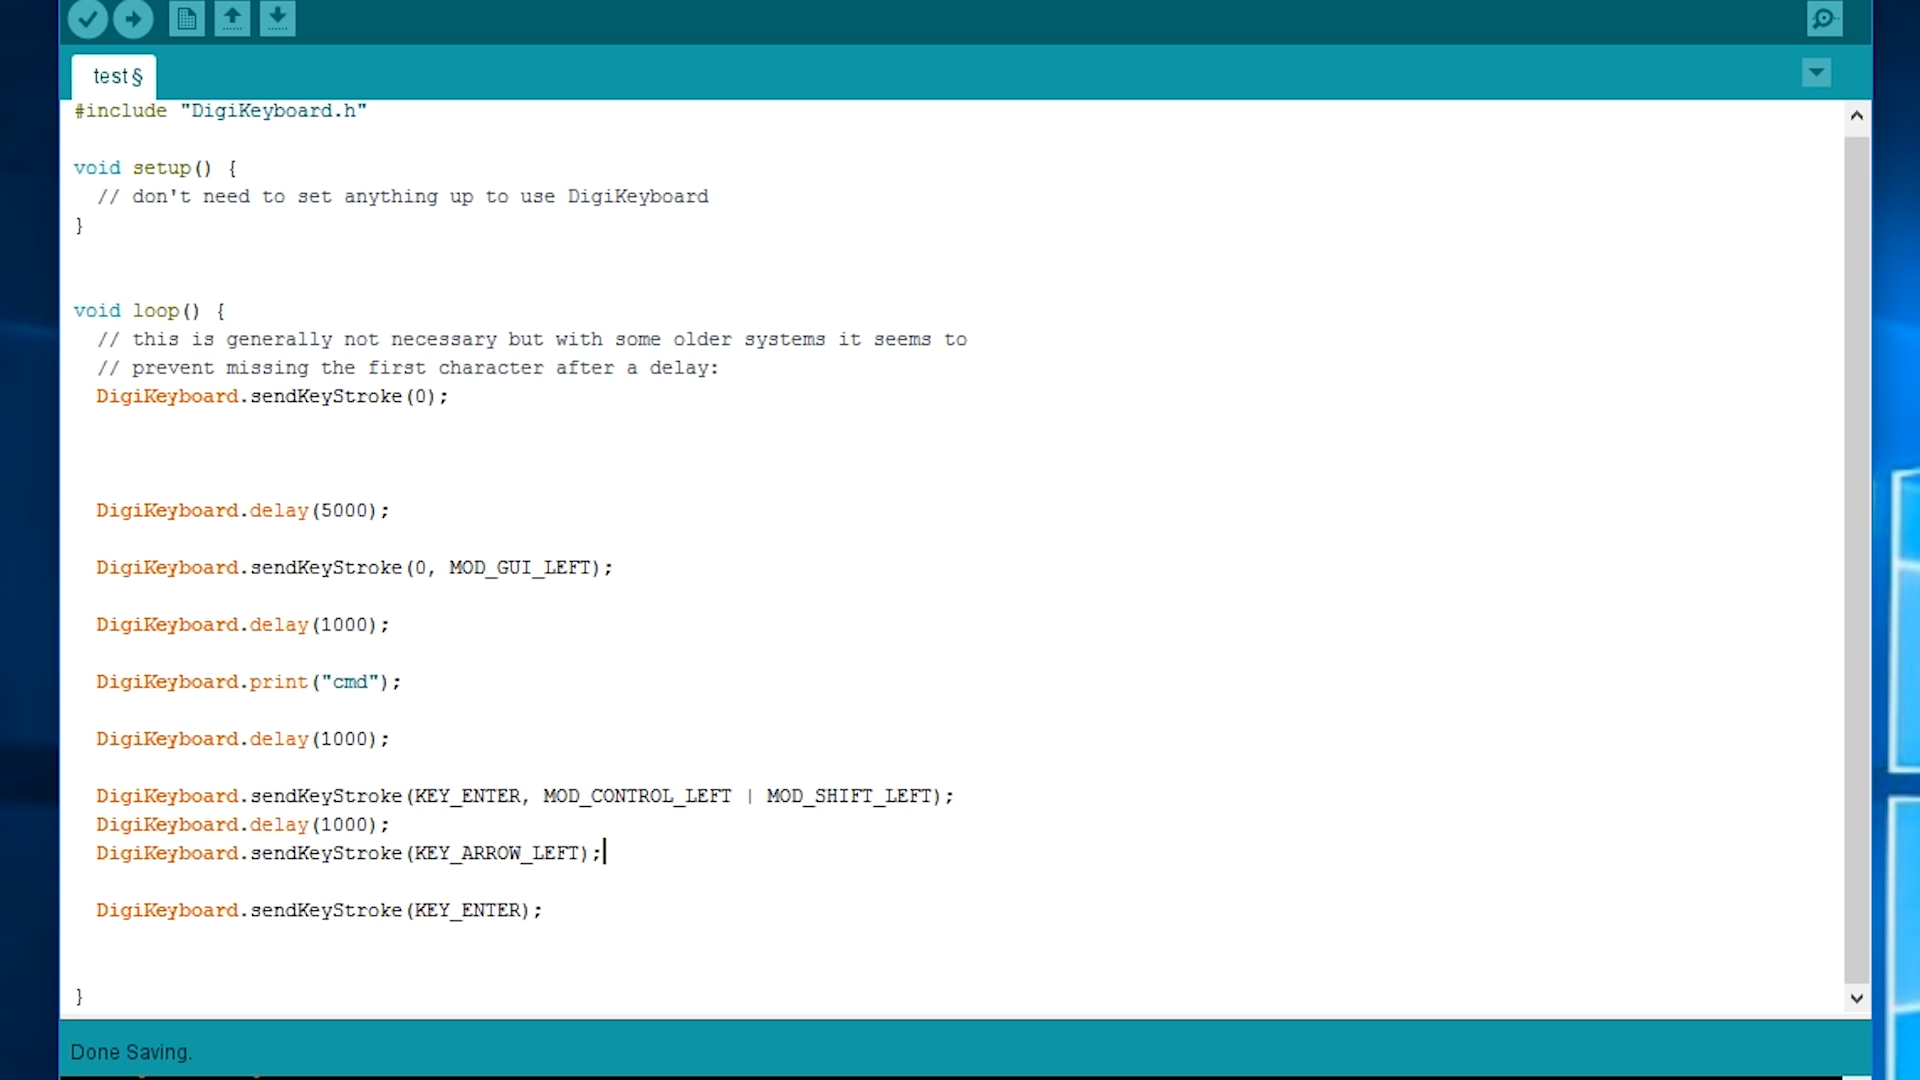 test§
#include "DigiKeyboard.h"
void setup() {
// don't need to set anything up to use DigiKeyboard
}
void loop() {
// this is generally not necessary but with some older systems it seems to
// prevent missing the first character after a delay:
DigiKeyboard.sendKeyStroke(0);
DigiKeyboard.delay(5000);
DigiKeyboard.sendKeyStroke(0, MOD_GUI_LEFT);
DigiKeyboard.delay(1000);
DigiKeyboard.print("cmd");
DigiKeyboard.delay(1000);
DigiKeyboard.sendKeyStroke(KEY_ENTER, MOD_CONTROL_LEFT | MOD_SHIFT_LEFT);
DigiKeyboard.delay(1000);
DigiKeyboard.sendKeyStroke(KEY_ARROW_LEFT);
DigiKeyboard.sendKeyStroke(KEY_ENTER);
}
Done Saving.